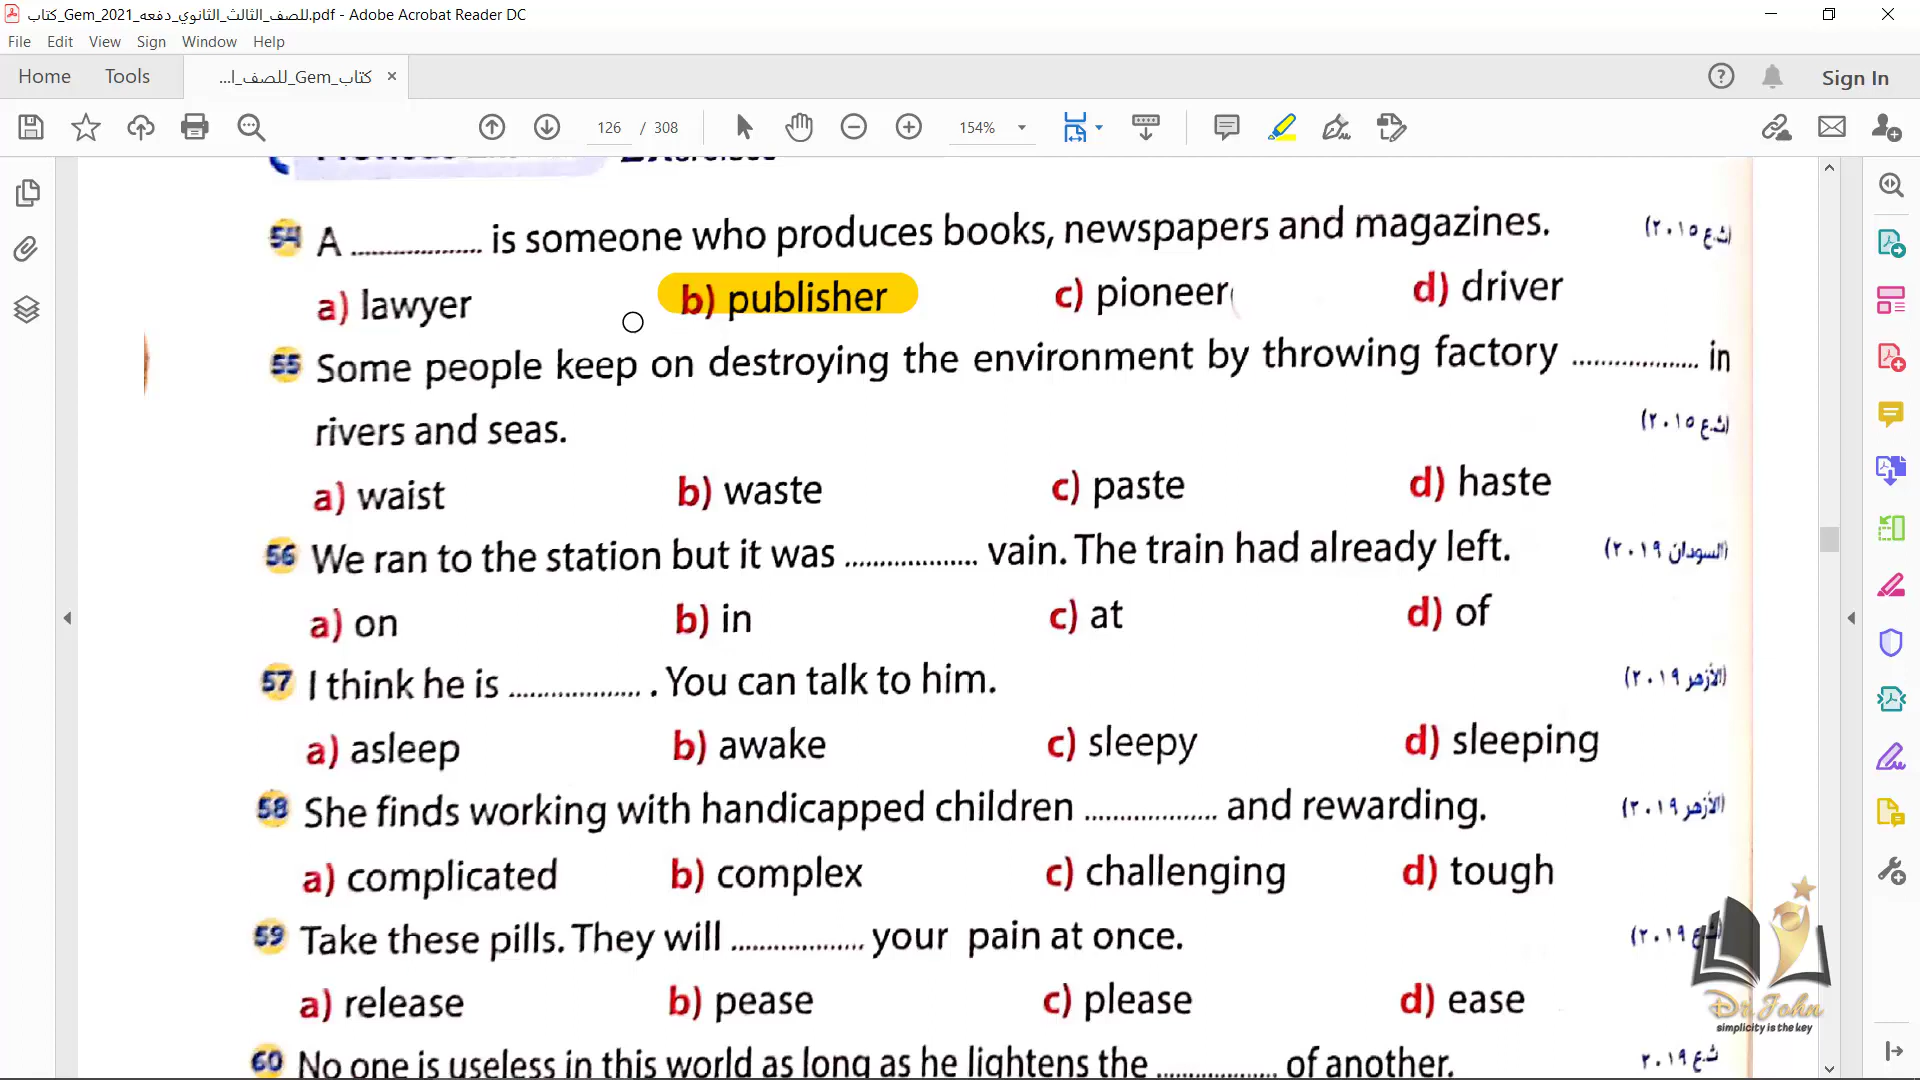 كتاب_Gem_للصف_الثالث_الثانوي_دفعه_2021.pdf - Adobe Acrobat Reader DC
File Edit View Sign Window Help
Home Tools كتاب_Gem_للصف_ا... × Sign In
126 / 308 154%
Exercises
54 A .................. is someone who produces books, newspapers and magazines. (ث.ع ٢٠١٥)
a) lawyer b) publisher c) pioneer d) driver
55 Some people keep on destroying the environment by throwing factory .................. in
rivers and seas. (ث.ع ٢٠١٥)
a) waist b) waste c) paste d) haste
56 We ran to the station but it was .................. vain. The train had already left. (السودان ٢٠١٩)
a) on b) in c) at d) of
57 I think he is .................. . You can talk to him. (الأزهر ٢٠١٩)
a) asleep b) awake c) sleepy d) sleeping
58 She finds working with handicapped children .................. and rewarding. (الأزهر ٢٠١٩)
a) complicated b) complex c) challenging d) tough
59 Take these pills. They will .................. your pain at once. (ث.ع ٢٠١٩)
a) release b) pease c) please d) ease
Dr.John
simplicity is the key
60 No one is useless in this world as long as he lightens the .................. of another. ث.ع ٢٠١٩